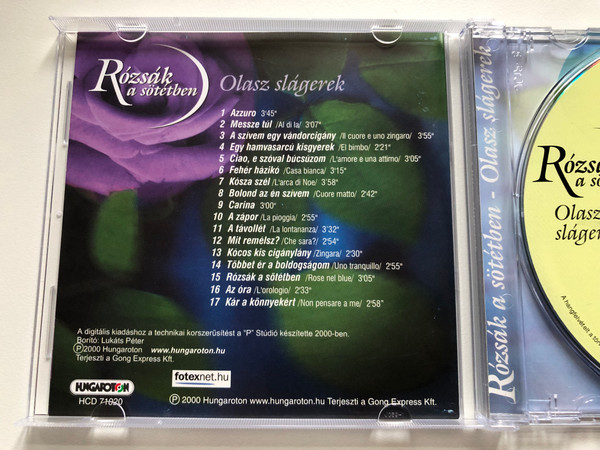 Rózsák
a sötétben
Olasz slágerek
1 Azzuro 3'45"
2 Messze túl /Al di la/ 3'07"
3 A szívem egy vándorcigány /Il cuore e uno zingaro/ 3'55"
4 Egy hamvasarcú kisgyerek /El bimbo/ 2'21"
5 Ciao, e szóval búcsúzom /L'amore e una attimo/ 3'05"
6 Fehér házikó /Casa bianca/ 3'15"
7 Kósza szél /L'arca di Noe/ 3'58"
8 Bolond az én szívem /Cuore matto/ 2'42"
9 Carina 3'00"
10 A zápor /La pioggia/ 2'55"
11 A távollét /La lontananza/ 3'32"
12 Mit remélsz? /Che sara?/ 2'54"
13 Kócos kis cigánylány /Zingara/ 2'30"
14 Többet ér a boldogságom /Uno tranquillo/ 2'55"
15 Rózsák a sötétben /Rose nel blue/ 3'05"
16 Az óra /L'orologio/ 2'33"
17 Kár a könnyekért /Non pensare a me/ 2'58"
A digitális kiadáshoz a technikai korszerűsítést a "P" Stúdió készítette 2000-ben.
Borító: Lukáts Péter
℗2000 Hungaroton www.hungaroton.hu
Terjeszti a Gong Express Kft.
HUNGAROTON
HCD 71020
fotexnet.hu
℗ 2000 Hungaroton www.hungaroton.hu Terjeszti a Gong Express Kft.
Rózsák a sötétben - Olasz slágerek
Rózsá
a sö
Olas
sláge
A hangfelvételt a